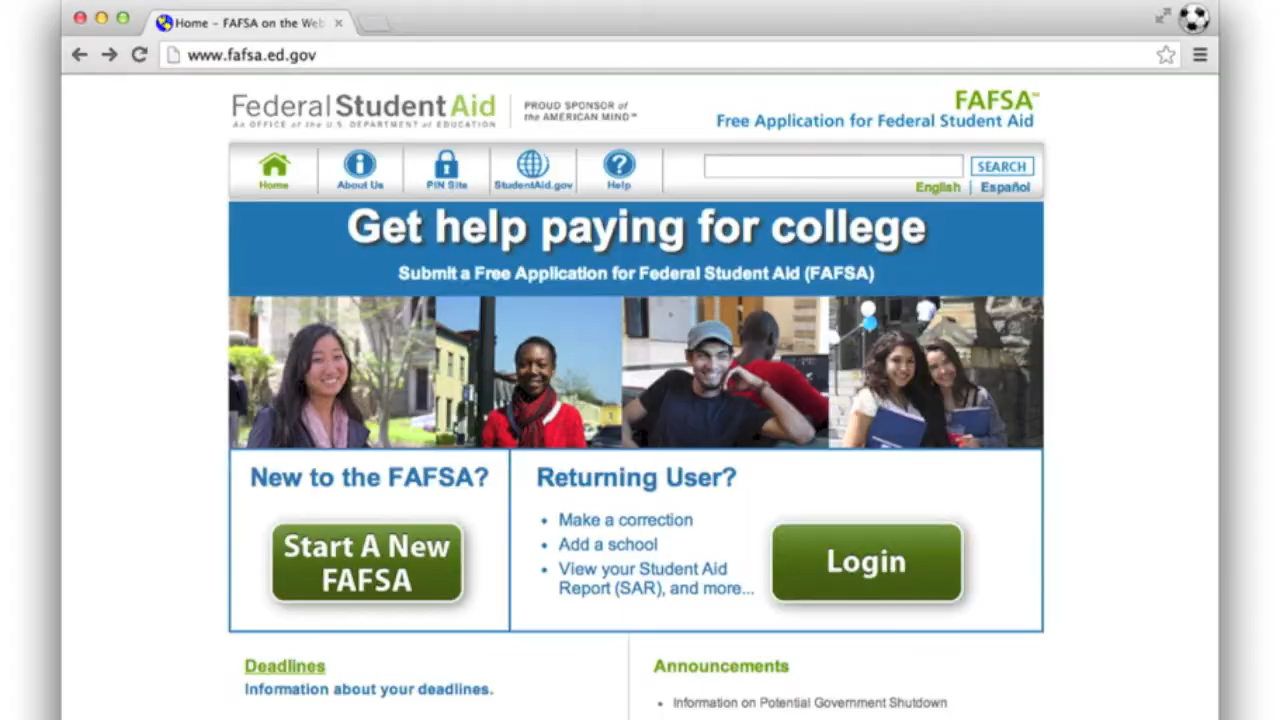 Home – FAFSA on the Web
www.fafsa.ed.gov
Federal Student Aid
An OFFICE of the U.S. DEPARTMENT of EDUCATION
PROUD SPONSOR of
the AMERICAN MIND™
FAFSA™
Free Application for Federal Student Aid
Home
About Us
PIN Site
StudentAid.gov
Help
SEARCH
English | Español
Get help paying for college
Submit a Free Application for Federal Student Aid (FAFSA)
New to the FAFSA?
Start A New
FAFSA
Returning User?
• Make a correction
• Add a school
• View your Student Aid
Report (SAR), and more...
Login
Deadlines
Information about your deadlines.
Announcements
• Information on Potential Government Shutdown